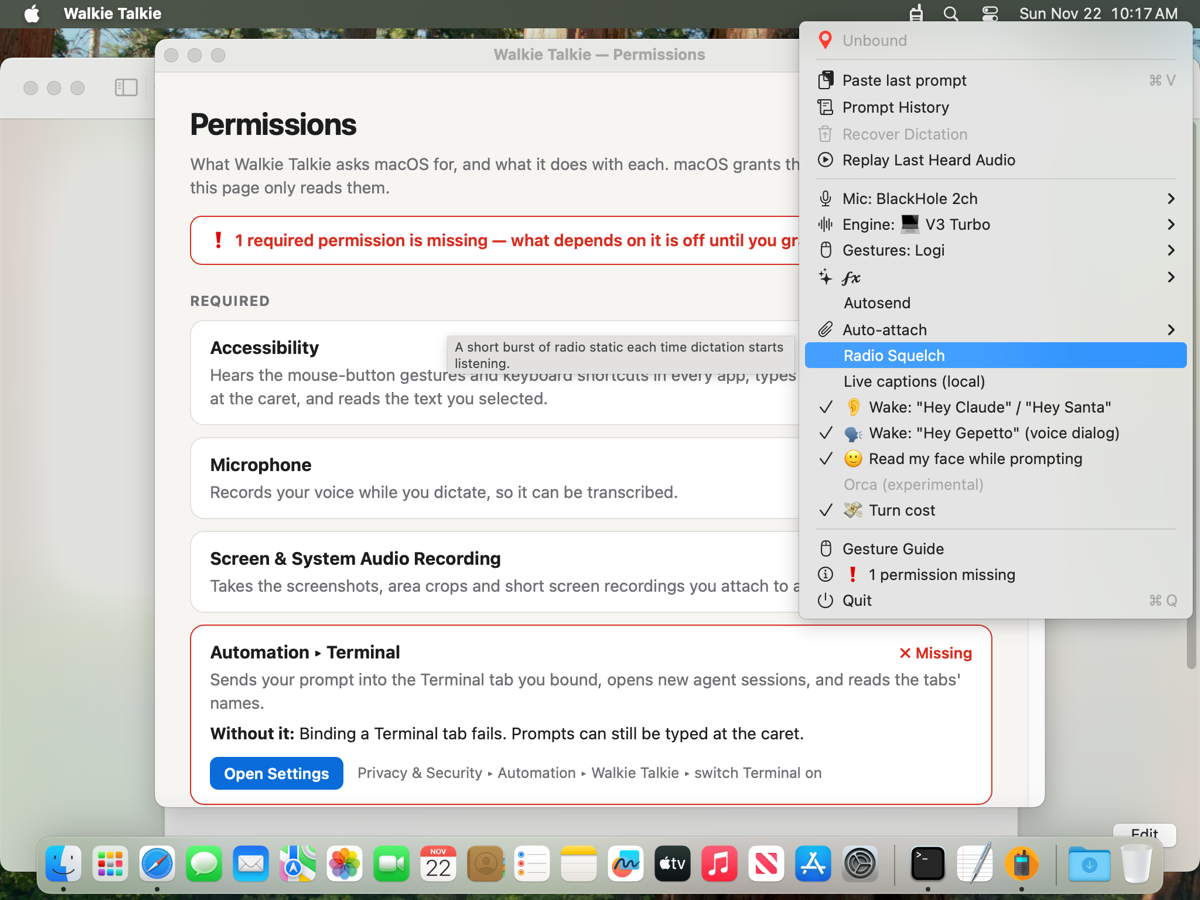 Walkie Talkie
Sun Nov 22 10:17 AM
Walkie Talkie — Permissions
Permissions
What Walkie Talkie asks macOS for, and what it does with each. macOS grants
this page only reads them.
❗ 1 required permission is missing — what depends on it is off until you
REQUIRED
Accessibility
Hears the mouse-button gestures and keyboard shortcuts in every app, types
at the caret, and reads the text you selected.
A short burst of radio static each time dictation starts
listening.
Microphone
Records your voice while you dictate, so it can be transcribed.
Screen & System Audio Recording
Takes the screenshots, area crops and short screen recordings you attach to
Automation ▸ Terminal
✕ Missing
Sends your prompt into the Terminal tab you bound, opens new agent sessions, and reads the tabs'
names.
Without it: Binding a Terminal tab fails. Prompts can still be typed at the caret.
Open Settings
Privacy & Security ▸ Automation ▸ Walkie Talkie ▸ switch Terminal on
Unbound
Paste last prompt ⌘ V
Prompt History
Recover Dictation
Replay Last Heard Audio
Mic: BlackHole 2ch
Engine: 💻 V3 Turbo
Gestures: Logi
fx
Autosend
Auto-attach
Radio Squelch
Live captions (local)
✓ 👂 Wake: "Hey Claude" / "Hey Santa"
✓ 🗣️ Wake: "Hey Gepetto" (voice dialog)
✓ 🙂 Read my face while prompting
Orca (experimental)
✓ 💸 Turn cost
Gesture Guide
❗ 1 permission missing
Quit ⌘ Q
Edit
NOV
22
tv